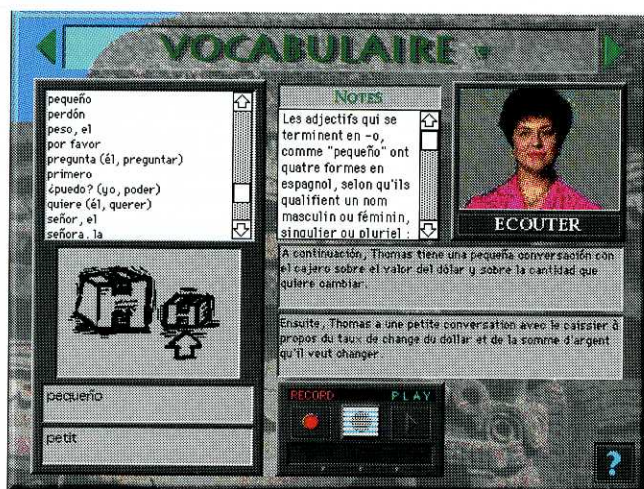 VOCABULAIRE
pequeño
perdón
peso, el
por favor
pregunta (él, preguntar)
primero
¿puedo? (yo, poder)
quiere (él, querer)
señor, el
señora, la
NOTES
Les adjectifs qui se
terminent en -o,
comme "pequeño" ont
quatre formes en
espagnol, selon qu'ils
qualifient un nom
masculin ou féminin,
singulier ou pluriel :
ECOUTER
A continuación, Thomas tiene una pequeña conversación con
el cajero sobre el valor del dólar y sobre la cantidad que
quiere cambiar.
Ensuite, Thomas a une petite conversation avec le caissier à
propos du taux de change du dollar et de la somme d'argent
qu'il veut changer.
pequeño
petit
RECORD
PLAY
?